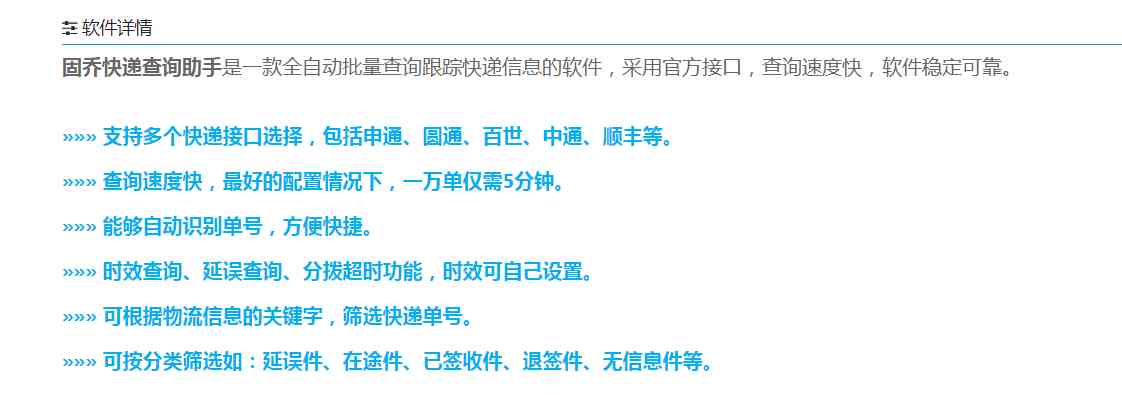 软件详情
固乔快递查询助手是一款全自动批量查询跟踪快递信息的软件，采用官方接口，查询速度快，软件稳定可靠。
»»» 支持多个快递接口选择，包括申通、圆通、百世、中通、顺丰等。
»»» 查询速度快，最好的配置情况下，一万单仅需5分钟。
»»» 能够自动识别单号，方便快捷。
»»» 时效查询、延误查询、分拨超时功能，时效可自己设置。
»»» 可根据物流信息的关键字，筛选快递单号。
»»» 可按分类筛选如：延误件、在途件、已签收件、退签件、无信息件等。